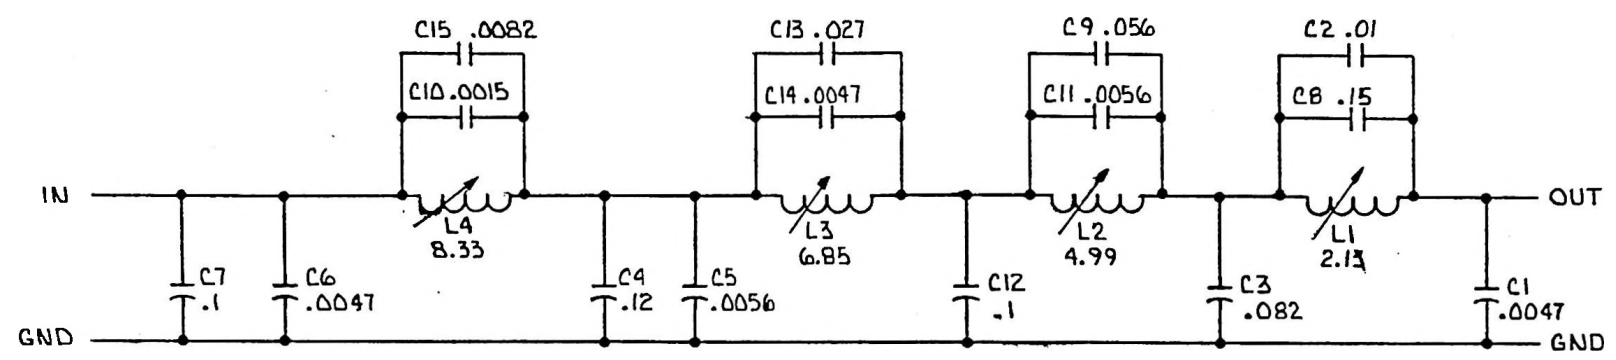 C15 .0082
C13 .027
C9 .056
C2 .01
C10 .0015
C14 .0047
C11 .0056
C8 .15
IN
OUT
L4
8.33
L3
6.85
L2
4.99
L1
2.13
C7
.1
C6
.0047
C4
.12
C5
.0056
C12
.1
C3
.082
C1
.0047
GND
GND